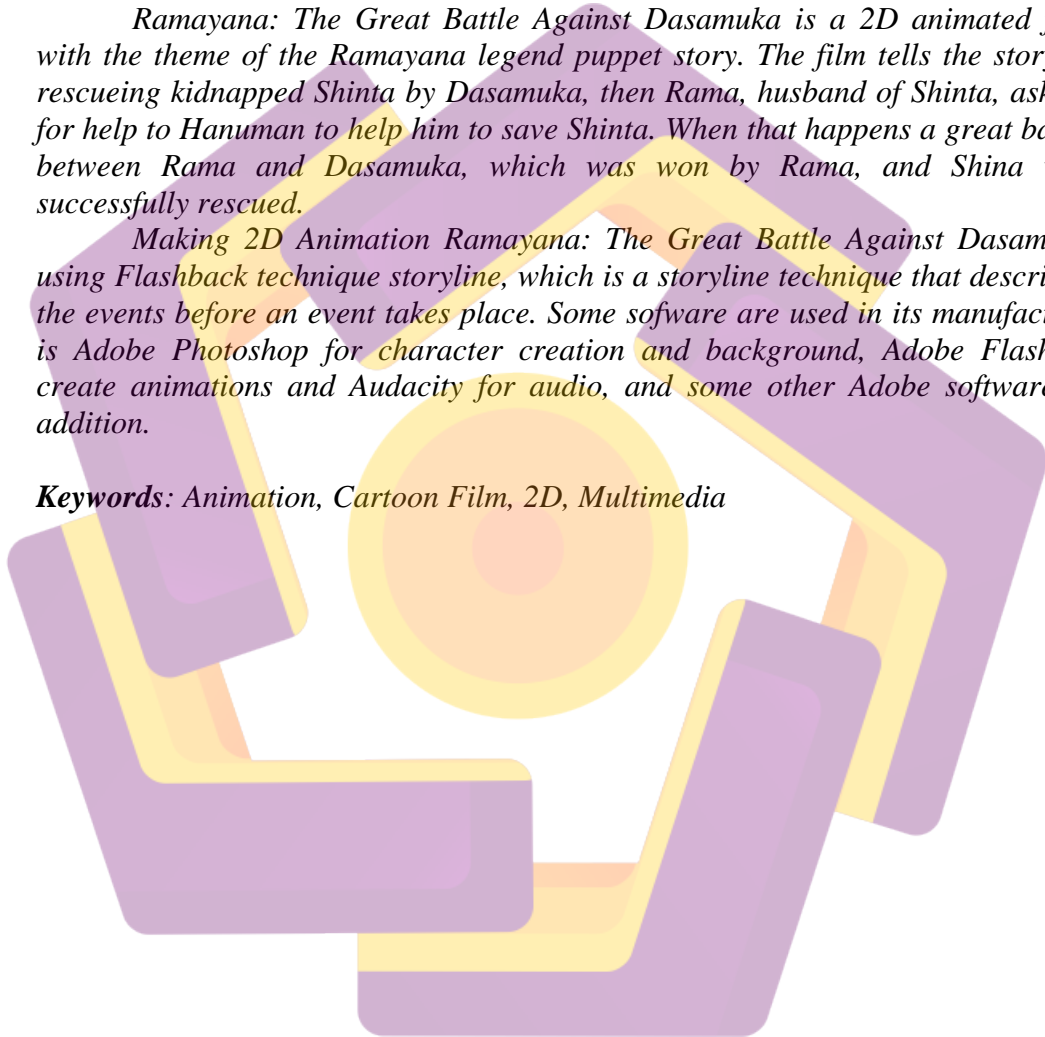 Ramayana: The Great Battle Against Dasamuka is a 2D animated
with the theme of the Ramayana legend puppet story. The film tells the story
rescueing kidnapped Shinta by Dasamuka, then Rama, husband of Shinta, ask
for help to Hanuman to help him to save Shinta. When that happens a great ba
between Rama and Dasamuka, which was won by Rama, and Shina
successfully rescued.
Making 2D Animation Ramayana: The Great Battle Against Dasam
using Flashback technique storyline, which is a storyline technique that descri
the events before an event takes place. Some sofware are used in its manufac
is Adobe Photoshop for character creation and background, Adobe Flash
create animations and Audacity for audio, and some other Adobe software
addition.
Keywords: Animation, Cartoon Film, 2D, Multimedia